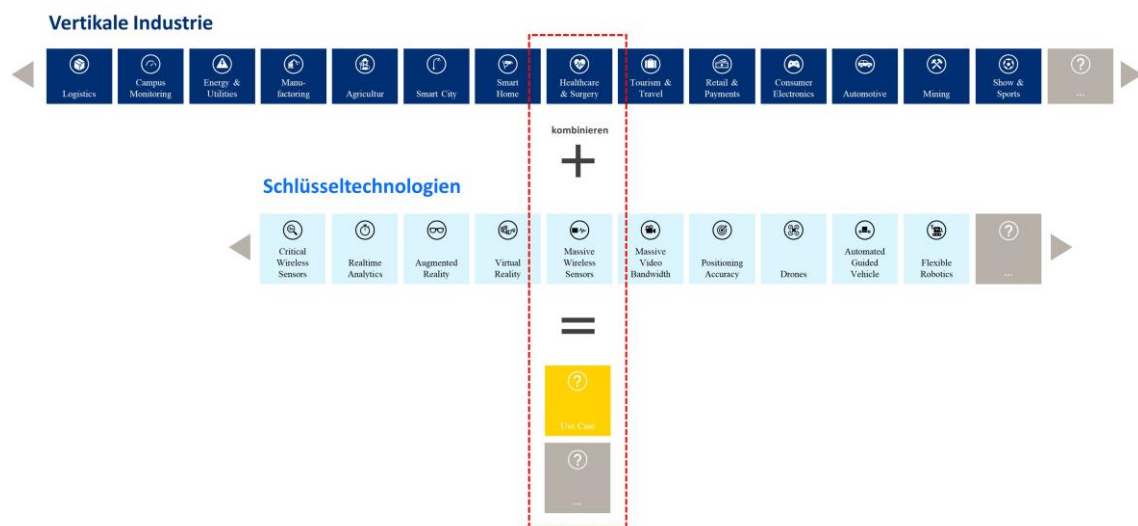 Vertikale Industrie
Logistics
Campus
Monitoring
Energy &
Utilities
Manu-
factoring
Agricultur
Smart City
Smart
Home
Healthcare
& Surgery
Tourism &
Travel
Retail &
Payments
Consumer
Electronics
Automotive
Mining
Show &
Sports
?
...
kombinieren
+
Schlüsseltechnologien
Critical
Wireless
Sensors
Realtime
Analytics
Augmented
Reality
Virtual
Reality
Massive
Wireless
Sensors
Massive
Video
Bandwidth
Positioning
Accuracy
Drones
Automated
Guided
Vehicle
Flexible
Robotics
?
...
=
?
Use Case
?
...